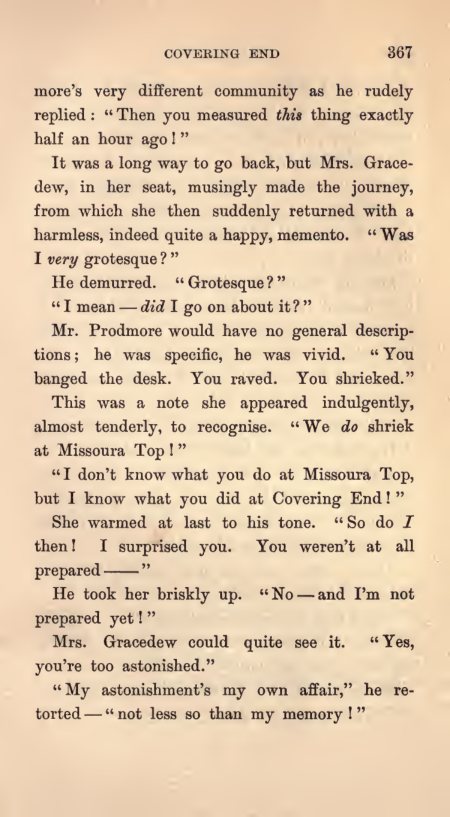 COVERING END 367
more's very different community as he rudely
replied : "Then you measured this thing exactly
half an hour ago!"
It was a long way to go back, but Mrs. Grace-
dew, in her seat, musingly made the journey,
from which she then suddenly returned with a
harmless, indeed quite a happy, memento. "Was
I very grotesque?"
He demurred. "Grotesque?"
"I mean — did I go on about it?"
Mr. Prodmore would have no general descrip-
tions; he was specific, he was vivid. "You
banged the desk. You raved. You shrieked."
This was a note she appeared indulgently,
almost tenderly, to recognise. "We do shriek
at Missoura Top!"
"I don't know what you do at Missoura Top,
but I know what you did at Covering End!"
She warmed at last to his tone. "So do I
then! I surprised you. You weren't at all
prepared ——"
He took her briskly up. "No — and I'm not
prepared yet!"
Mrs. Gracedew could quite see it. "Yes,
you're too astonished."
"My astonishment's my own affair," he re-
torted — "not less so than my memory!"